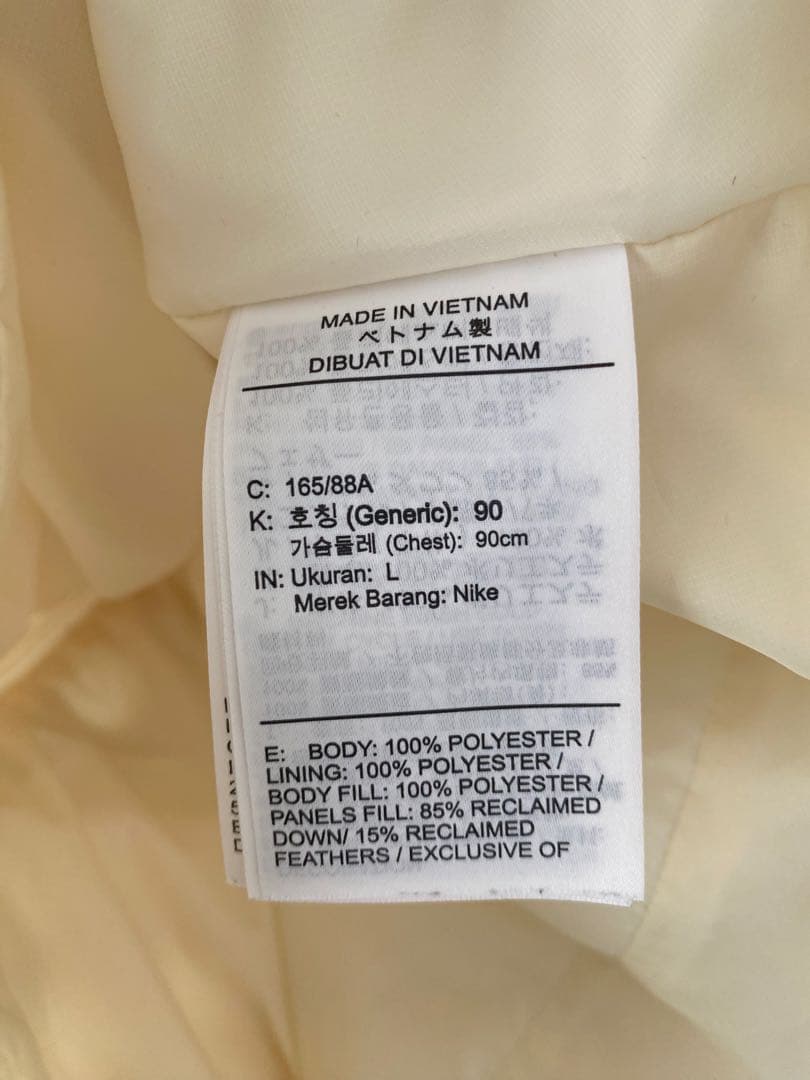 MADE IN VIETNAM
ベトナム製
DIBUAT DI VIETNAM
C: 165/88A
K: 호칭 (Generic): 90
가슴둘레 (Chest): 90cm
IN: Ukuran: L
Merek Barang: Nike
E: BODY: 100% POLYESTER /
LINING: 100% POLYESTER /
BODY FILL: 100% POLYESTER /
PANELS FILL: 85% RECLAIMED
DOWN/ 15% RECLAIMED
FEATHERS / EXCLUSIVE OF